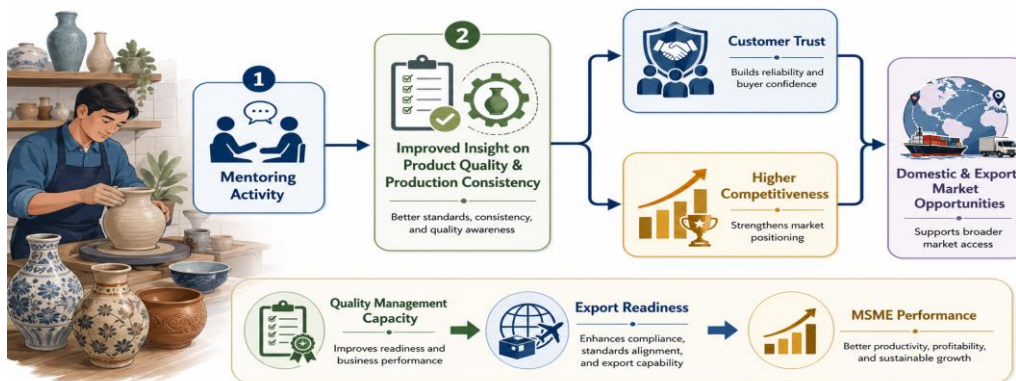 1
Mentoring
Activity
2
Improved Insight on
Product Quality &
Production Consistency
Better standards, consistency,
and quality awareness
Customer Trust
Builds reliability and
buyer confidence
Higher
Competitiveness
Strengthens market
positioning
Domestic & Export
Market
Opportunities
Supports broader
market access
Quality Management
Capacity
Improves readiness and
business performance
Export Readiness
Enhances compliance,
standards alignment,
and export capability
MSME Performance
Better productivity, profitability,
and sustainable growth